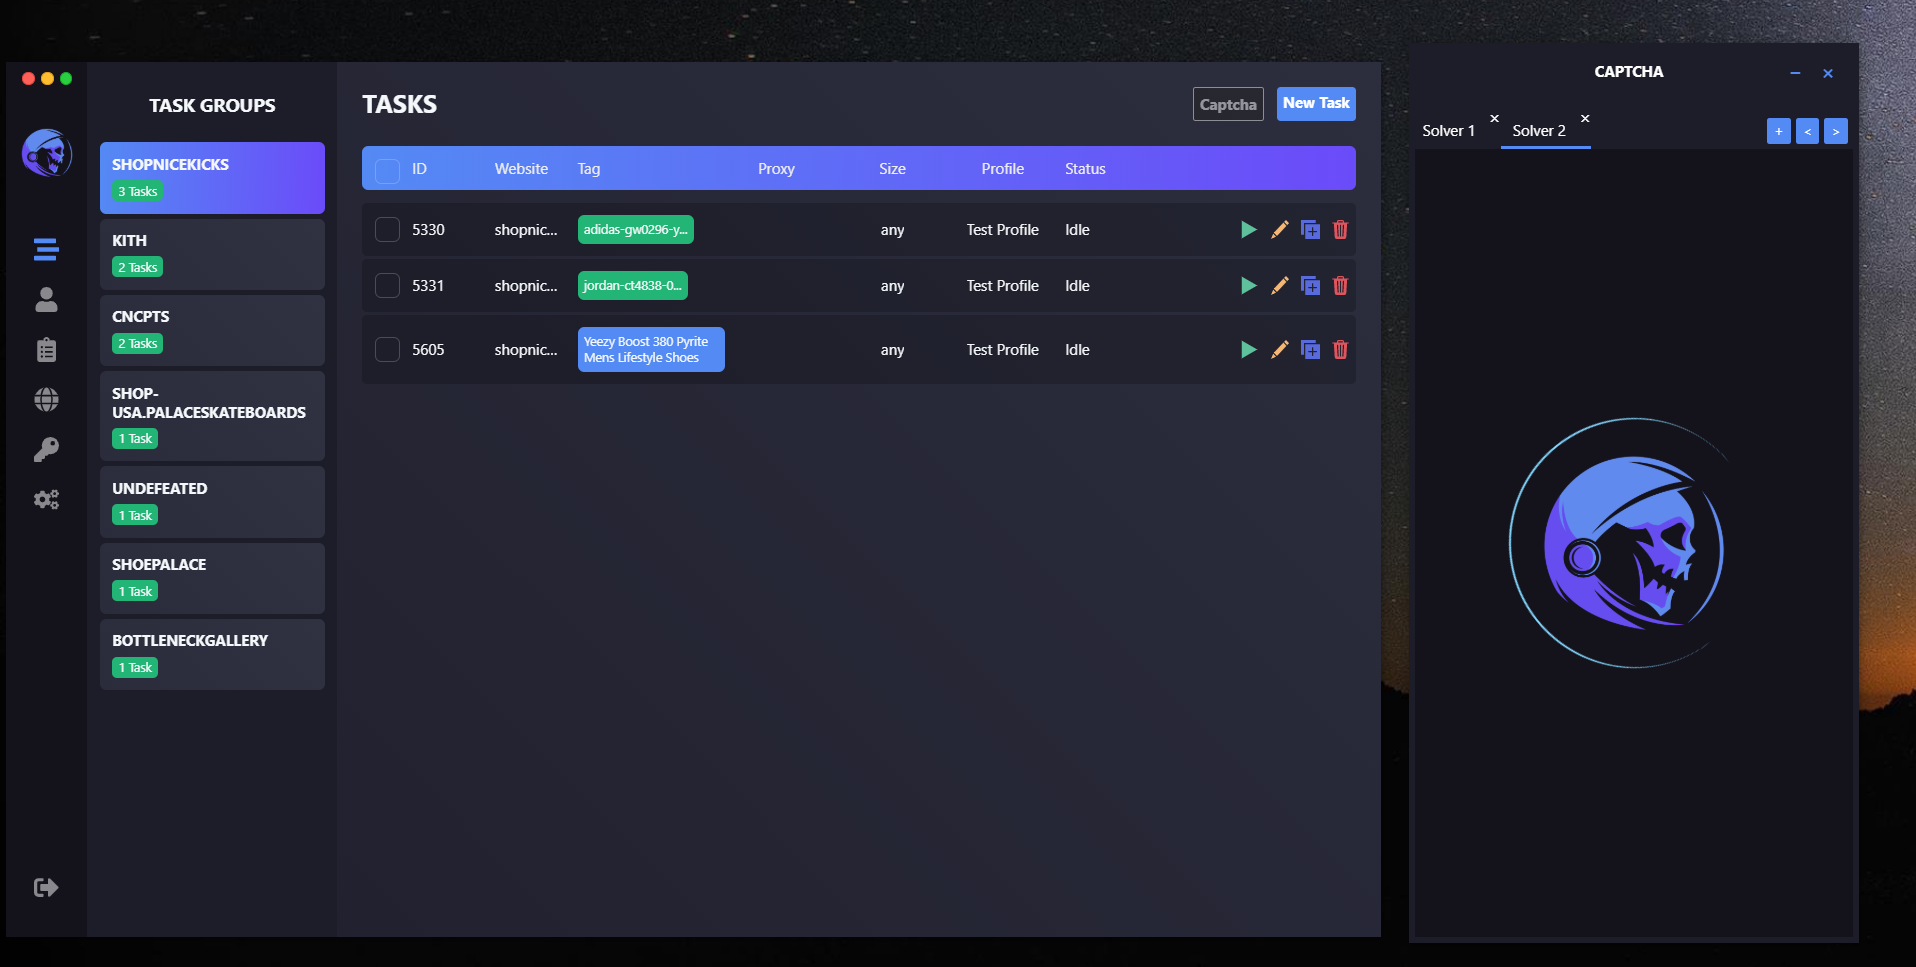 TASK GROUPS
SHOPNICEKICKS
3 Tasks
KITH
2 Tasks
CNCPTS
2 Tasks
SHOP-
USA.PALACESKATEBOARDS
1 Task
UNDEFEATED
1 Task
SHOEPALACE
1 Task
BOTTLENECKGALLERY
1 Task
TASKS
Captcha
New Task
ID Website Tag Proxy Size Profile Status
5330 shopnic... adidas-gw0296-y... any Test Profile Idle
5331 shopnic... jordan-ct4838-0... any Test Profile Idle
5605 shopnic... Yeezy Boost 380 Pyrite
Mens Lifestyle Shoes any Test Profile Idle
CAPTCHA
Solver 1 × Solver 2 × + < >